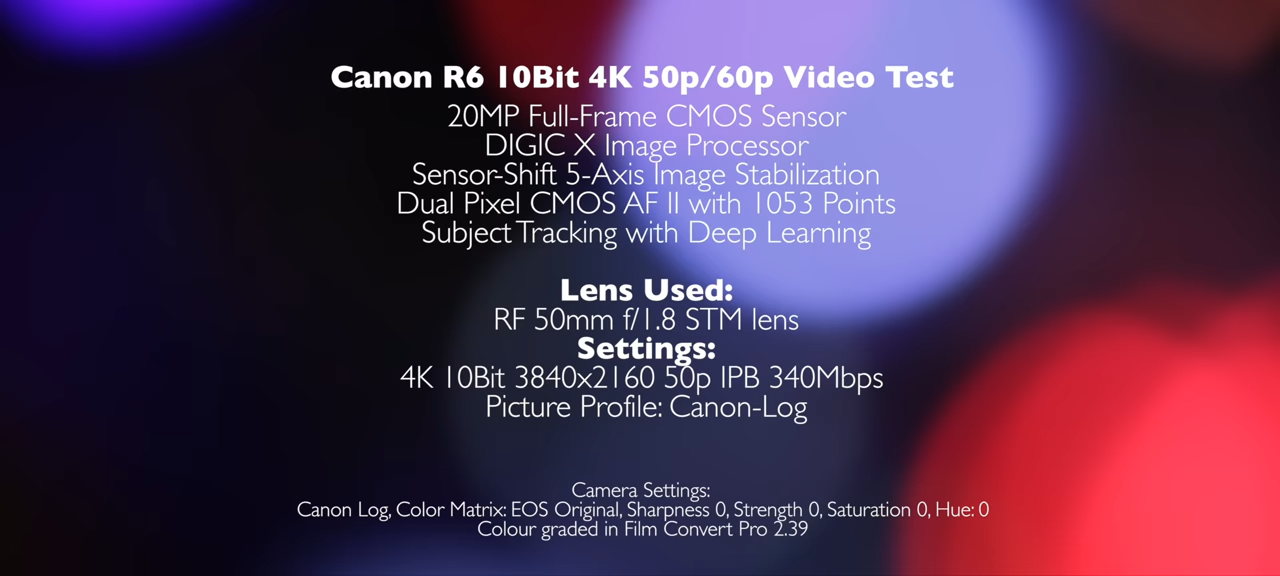 Canon R6 10Bit 4K 50p/60p Video Test
20MP Full-Frame CMOS Sensor
DIGIC X Image Processor
Sensor-Shift 5-Axis Image Stabilization
Dual Pixel CMOS AF II with 1053 Points
Subject Tracking with Deep Learning
Lens Used:
RF 50mm f/1.8 STM lens
Settings:
4K 10Bit 3840x2160 50p IPB 340Mbps
Picture Profile: Canon-Log
Camera Settings:
Canon Log, Color Matrix: EOS Original, Sharpness 0, Strength 0, Saturation 0, Hue: 0
Colour graded in Film Convert Pro 2.39